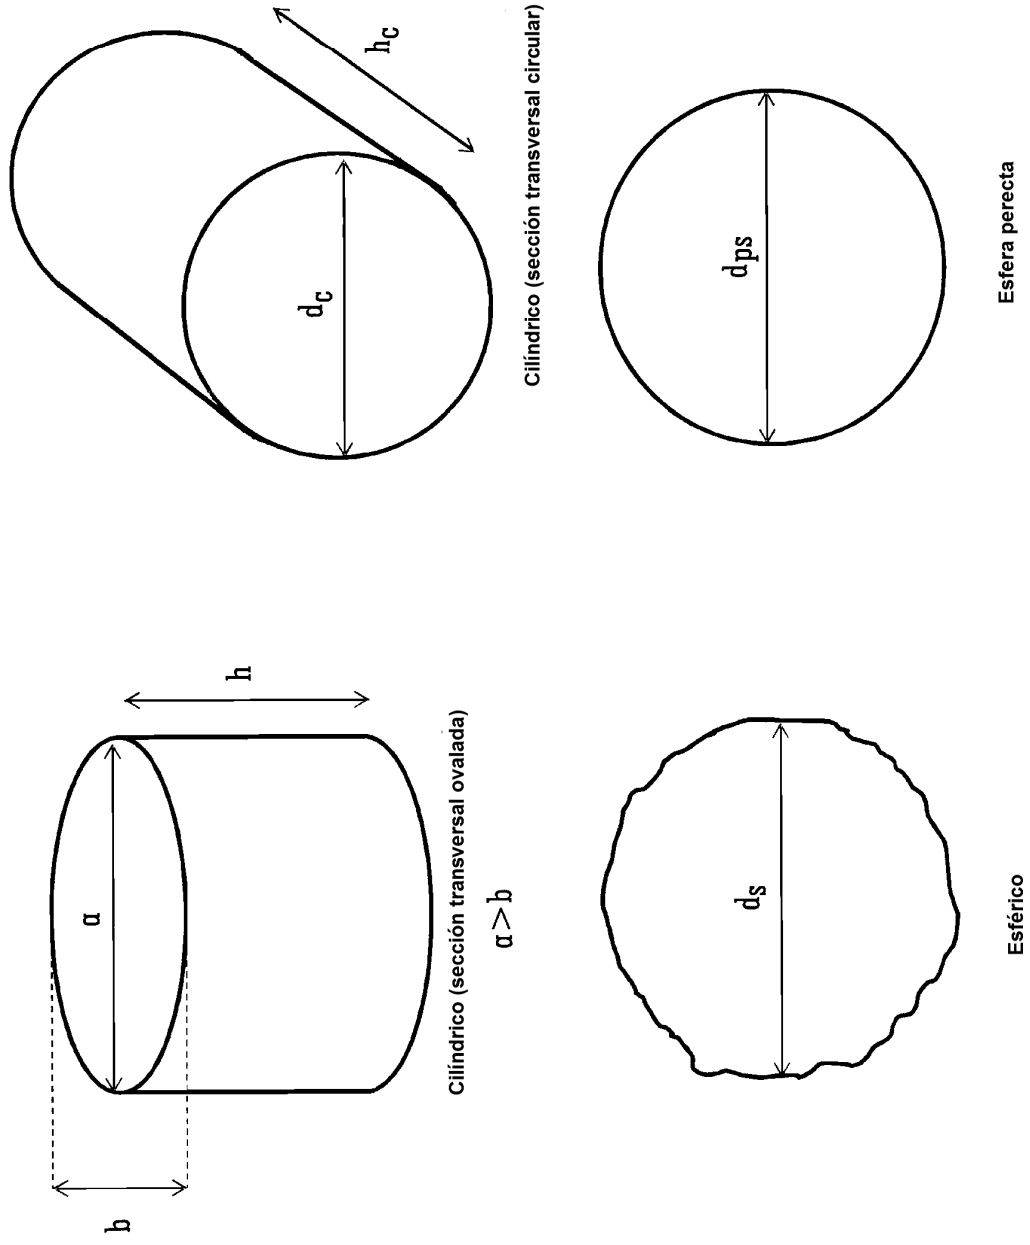 b
a
h
Cilíndrico (sección transversal ovalada)
a>b
hc
dc
Cilíndrico (sección transversal circular)
ds
Esférico
dps
Esfera perecta